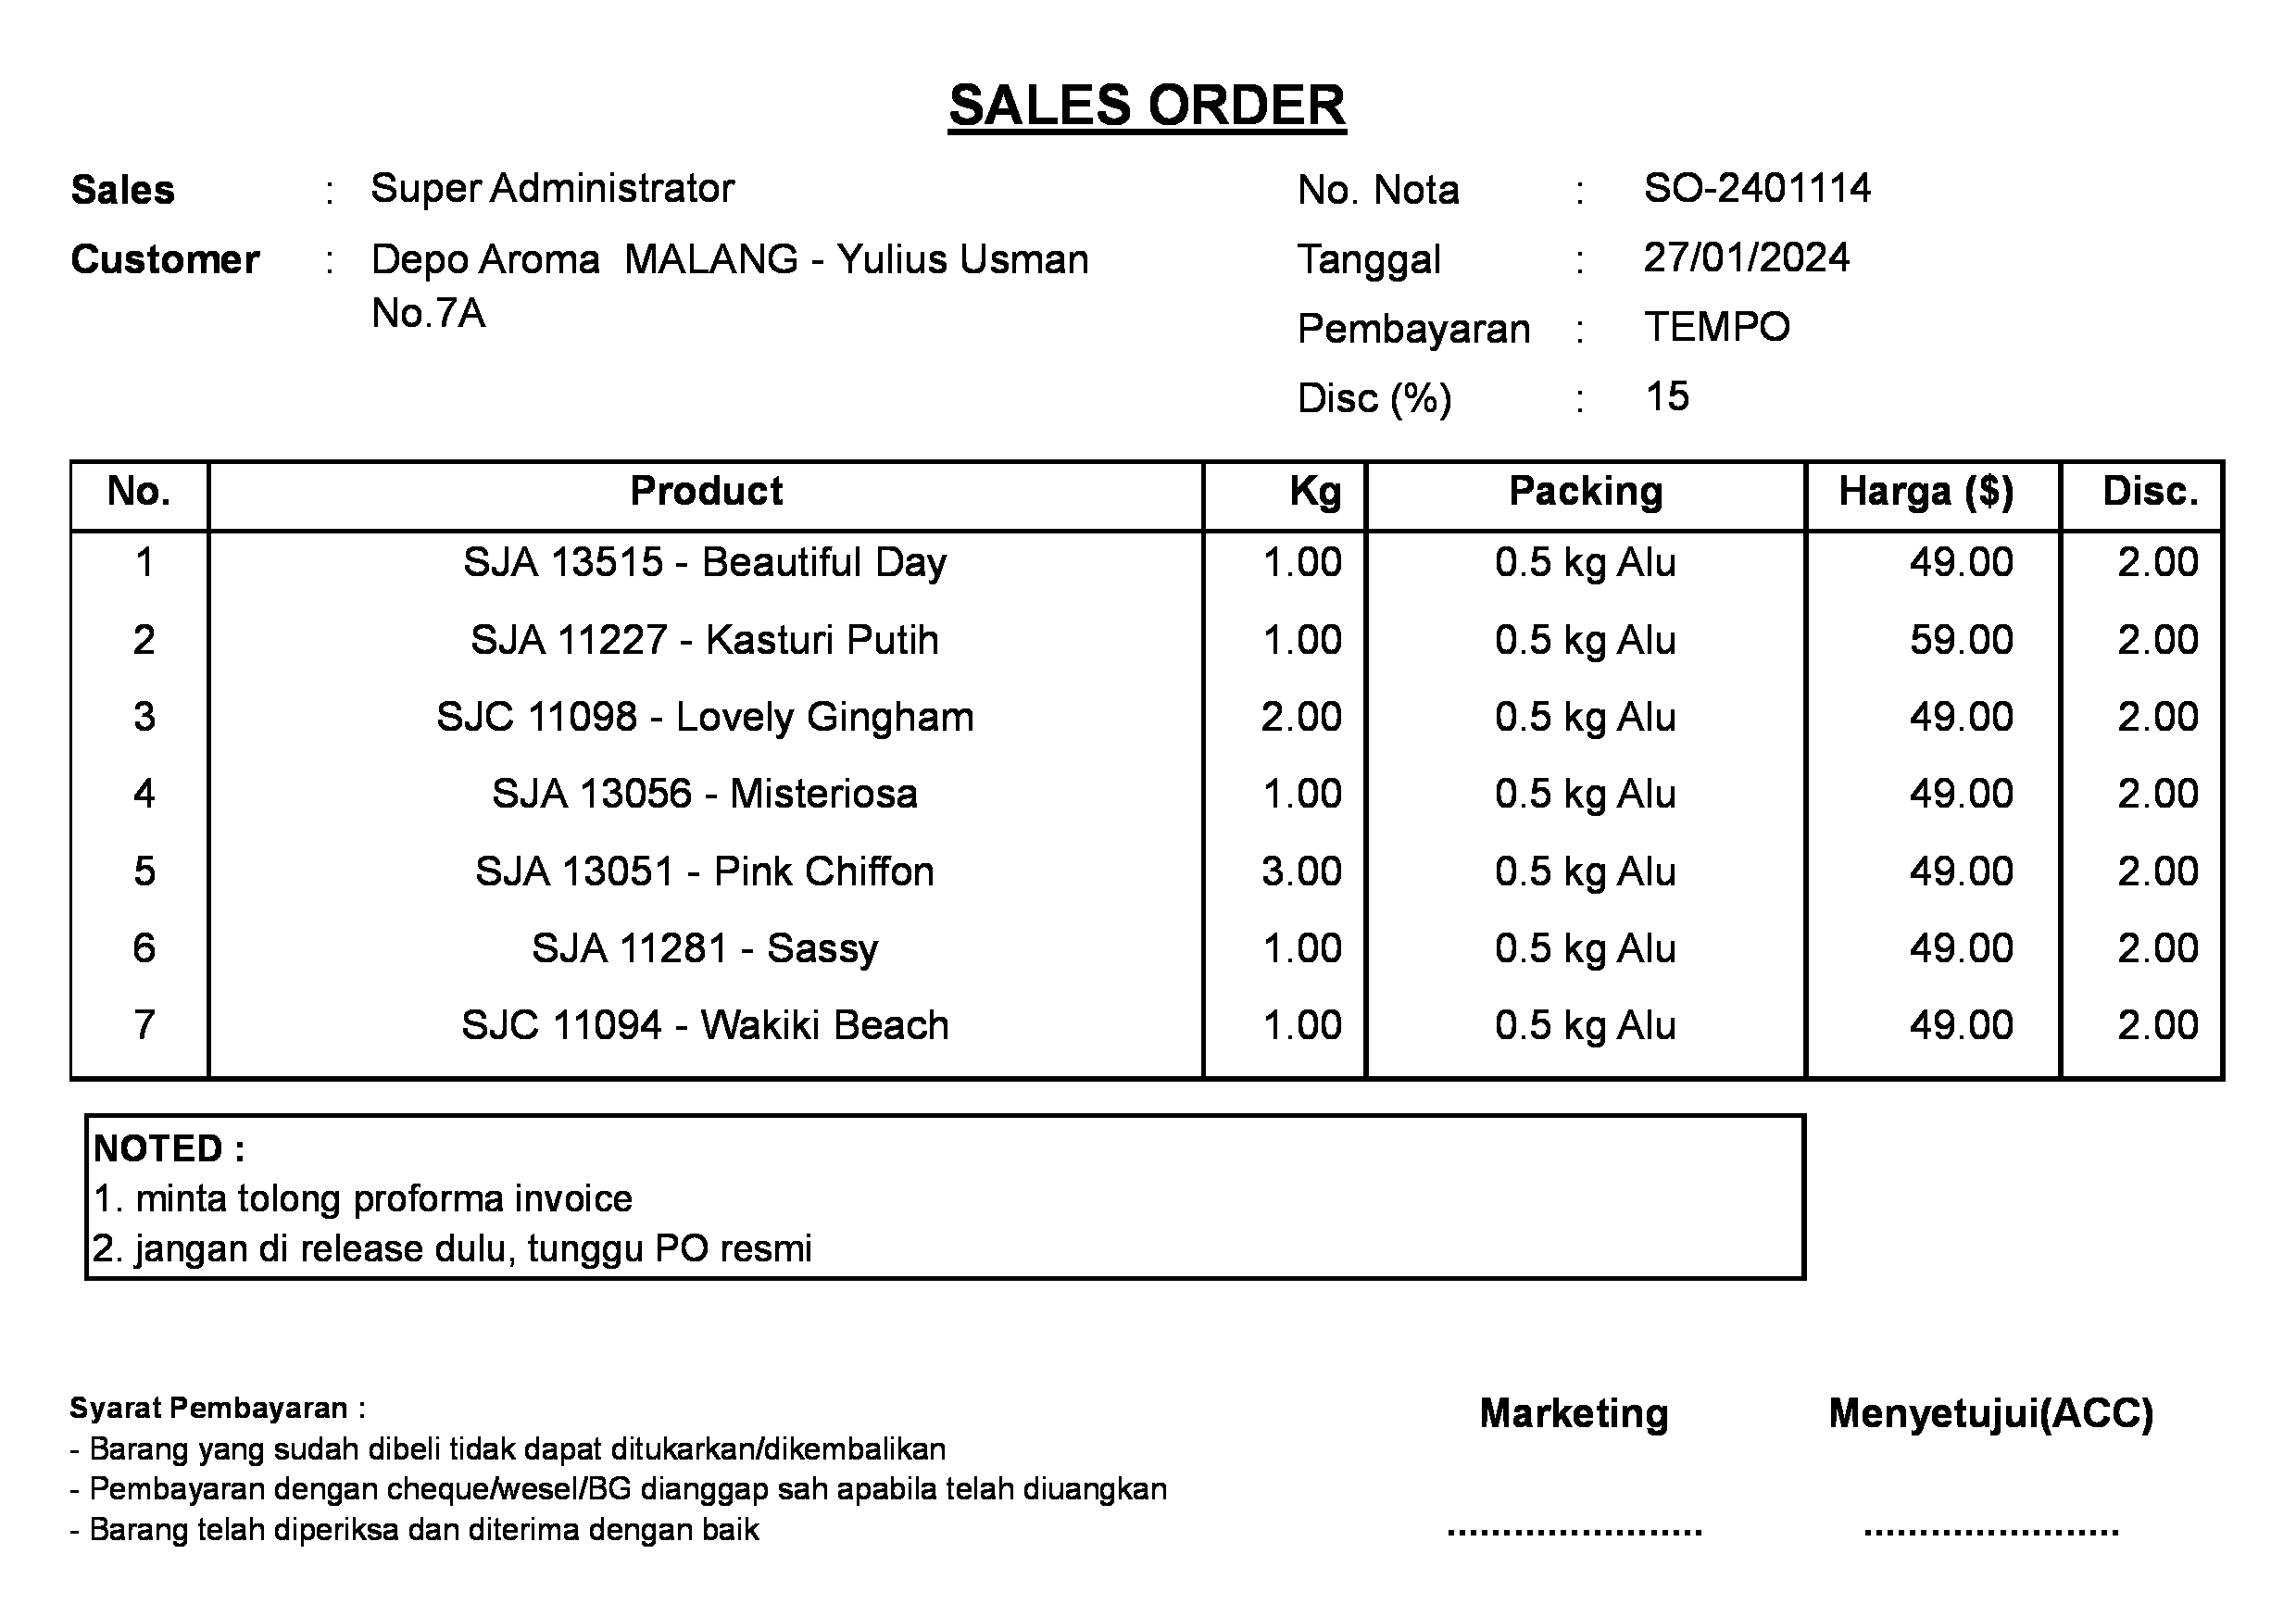 SALES ORDER
Sales : Super Administrator
No. Nota : SO-2401114
Customer : Depo Aroma MALANG - Yulius Usman
No.7A
Tanggal : 27/01/2024
Pembayaran : TEMPO
Disc (%) : 15
No. Product Kg Packing Harga ($) Disc.
1 SJA 13515 - Beautiful Day 1.00 0.5 kg Alu 49.00 2.00
2 SJA 11227 - Kasturi Putih 1.00 0.5 kg Alu 59.00 2.00
3 SJC 11098 - Lovely Gingham 2.00 0.5 kg Alu 49.00 2.00
4 SJA 13056 - Misteriosa 1.00 0.5 kg Alu 49.00 2.00
5 SJA 13051 - Pink Chiffon 3.00 0.5 kg Alu 49.00 2.00
6 SJA 11281 - Sassy 1.00 0.5 kg Alu 49.00 2.00
7 SJC 11094 - Wakiki Beach 1.00 0.5 kg Alu 49.00 2.00
NOTED :
1. minta tolong proforma invoice
2. jangan di release dulu, tunggu PO resmi
Syarat Pembayaran :
- Barang yang sudah dibeli tidak dapat ditukarkan/dikembalikan
- Pembayaran dengan cheque/wesel/BG dianggap sah apabila telah diuangkan
- Barang telah diperiksa dan diterima dengan baik
Marketing Menyetujui(ACC)
....................... .......................